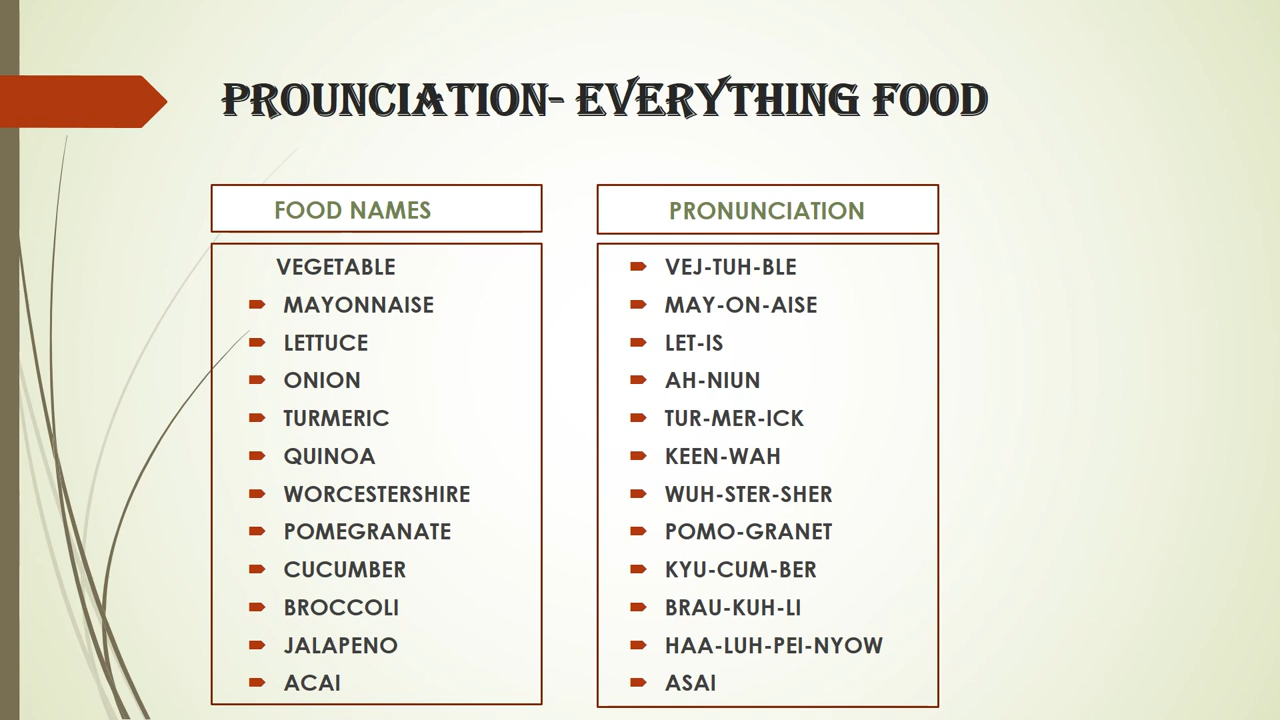 PROUNCIATION- EVERYTHING FOOD
FOOD NAMES
VEGETABLE
MAYONNAISE
LETTUCE
ONION
TURMERIC
QUINOA
WORCESTERSHIRE
POMEGRANATE
CUCUMBER
BROCCOLI
JALAPENO
ACAI
PRONUNCIATION
VEJ-TUH-BLE
MAY-ON-AISE
LET-IS
AH-NIUN
TUR-MER-ICK
KEEN-WAH
WUH-STER-SHER
POMO-GRANET
KYU-CUM-BER
BRAU-KUH-LI
HAA-LUH-PEI-NYOW
ASAI